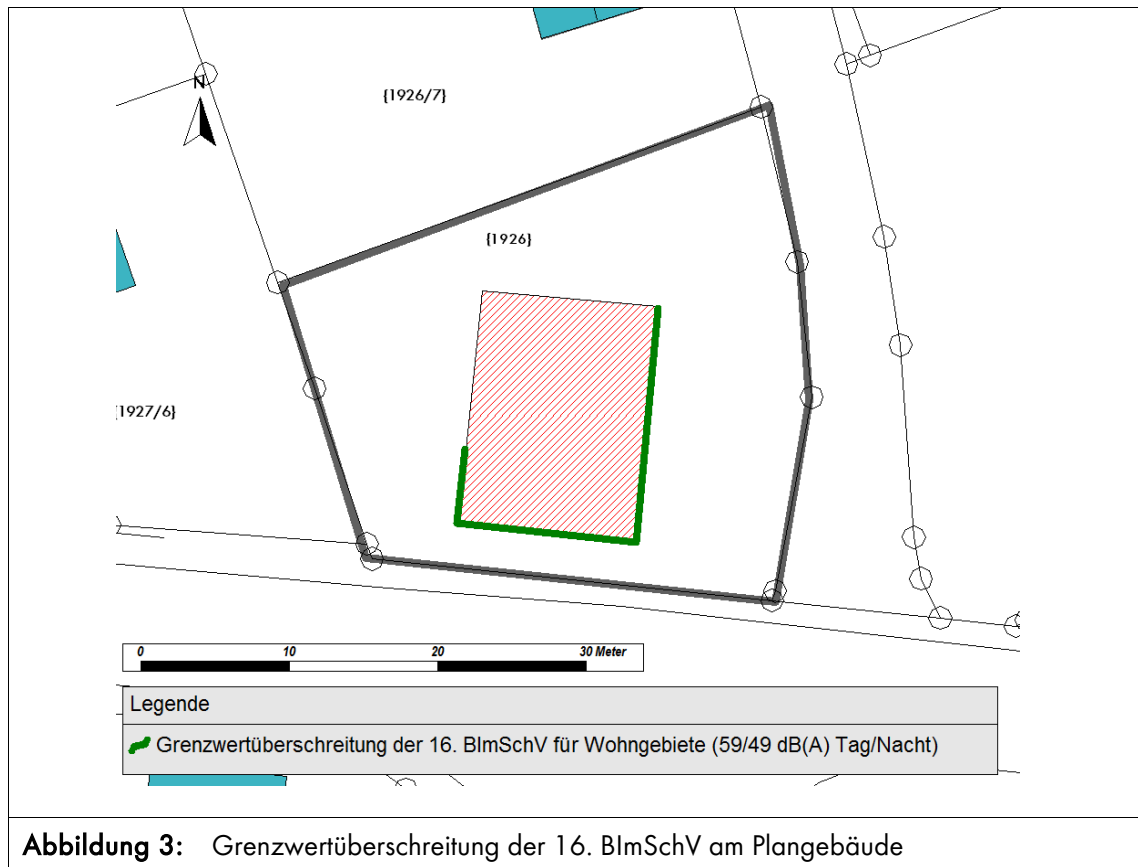 N
{1926/7}
{1926}
{1927/6}
0 10 20 30 Meter
Legende
Grenzwertüberschreitung der 16. BImSchV für Wohngebiete (59/49 dB(A) Tag/Nacht)
Abbildung 3: Grenzwertüberschreitung der 16. BImSchV am Plangebäude